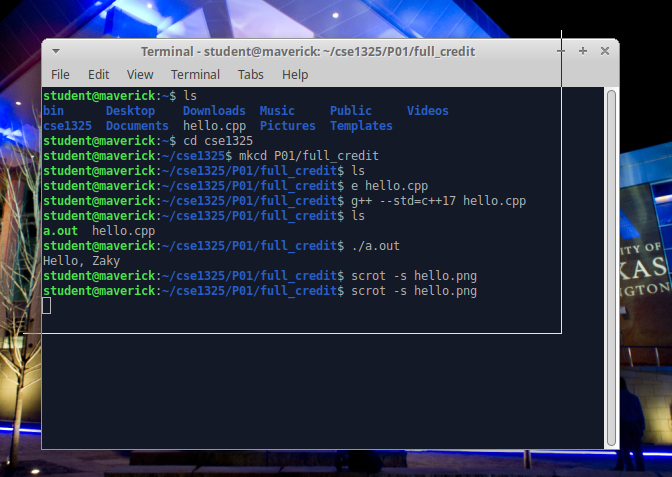 Terminal - student@maverick: ~/cse1325/P01/full_credit
File Edit View Terminal Tabs Help
student@maverick:~$ ls
bin Desktop Downloads Music Public Videos
cse1325 Documents hello.cpp Pictures Templates
student@maverick:~$ cd cse1325
student@maverick:~/cse1325$ mkcd P01/full_credit
student@maverick:~/cse1325/P01/full_credit$ ls
student@maverick:~/cse1325/P01/full_credit$ e hello.cpp
student@maverick:~/cse1325/P01/full_credit$ g++ --std=c++17 hello.cpp
student@maverick:~/cse1325/P01/full_credit$ ls
a.out hello.cpp
student@maverick:~/cse1325/P01/full_credit$ ./a.out
Hello, Zaky
student@maverick:~/cse1325/P01/full_credit$ scrot -s hello.png
student@maverick:~/cse1325/P01/full_credit$ scrot -s hello.png
ITY OF
XAS
NGTON